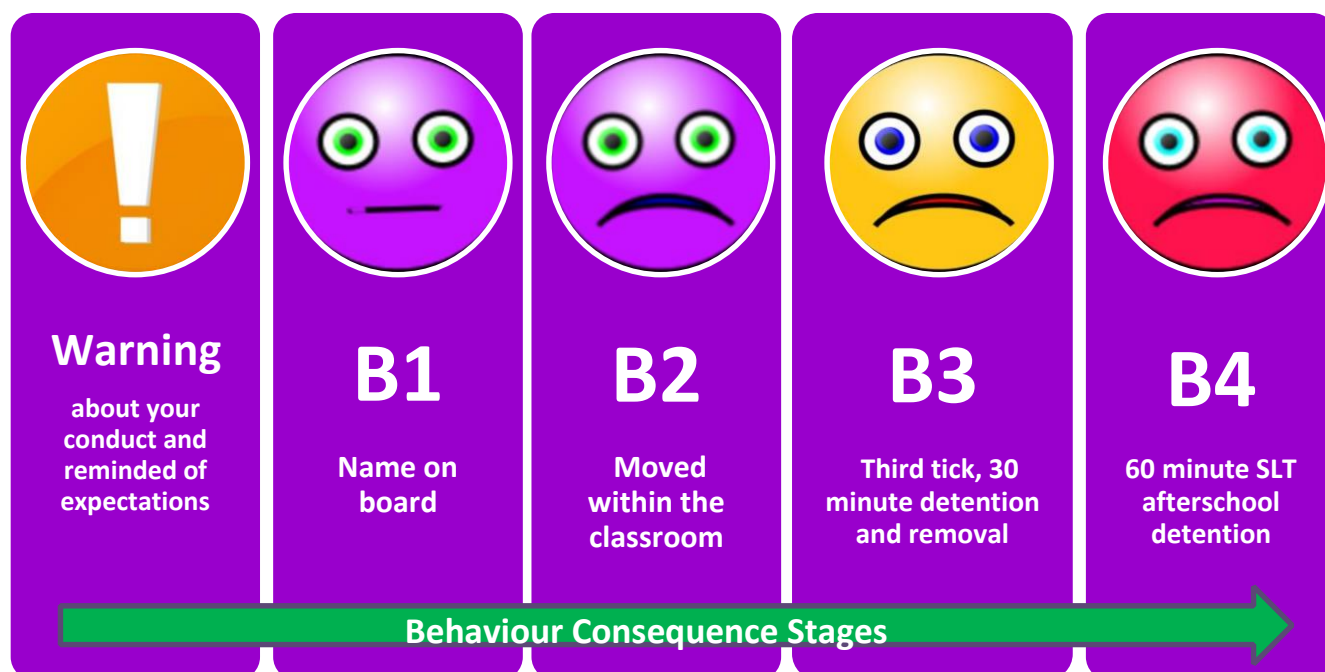 Warning
about your
conduct and
reminded of
expectations
B1
Name on
board
B2
Moved
within the
classroom
B3
Third tick, 30
minute detention
and removal
B4
60 minute SLT
afterschool
detention
Behaviour Consequence Stages